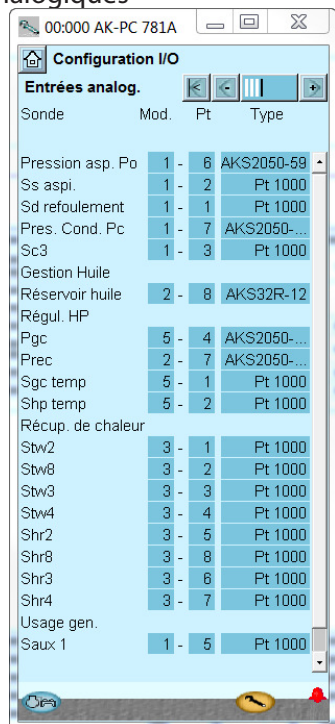 alogiques
00:000 AK-PC 781A
Configuration I/O
Entrées analog.
Sonde Mod. Pt Type
Pression asp. Po 1 - 6 AKS2050-59
Ss aspi. 1 - 2 Pt 1000
Sd refoulement 1 - 1 Pt 1000
Pres. Cond. Pc 1 - 7 AKS2050-...
Sc3 1 - 3 Pt 1000
Gestion Huile
Réservoir huile 2 - 8 AKS32R-12
Régul. HP
Pgc 5 - 4 AKS2050-...
Prec 2 - 7 AKS2050-...
Sgc temp 5 - 1 Pt 1000
Shp temp 5 - 2 Pt 1000
Récup. de chaleur
Stw2 3 - 1 Pt 1000
Stw8 3 - 2 Pt 1000
Stw3 3 - 3 Pt 1000
Stw4 3 - 4 Pt 1000
Shr2 3 - 5 Pt 1000
Shr8 3 - 8 Pt 1000
Shr3 3 - 6 Pt 1000
Shr4 3 - 7 Pt 1000
Usage gen.
Saux 1 1 - 5 Pt 1000